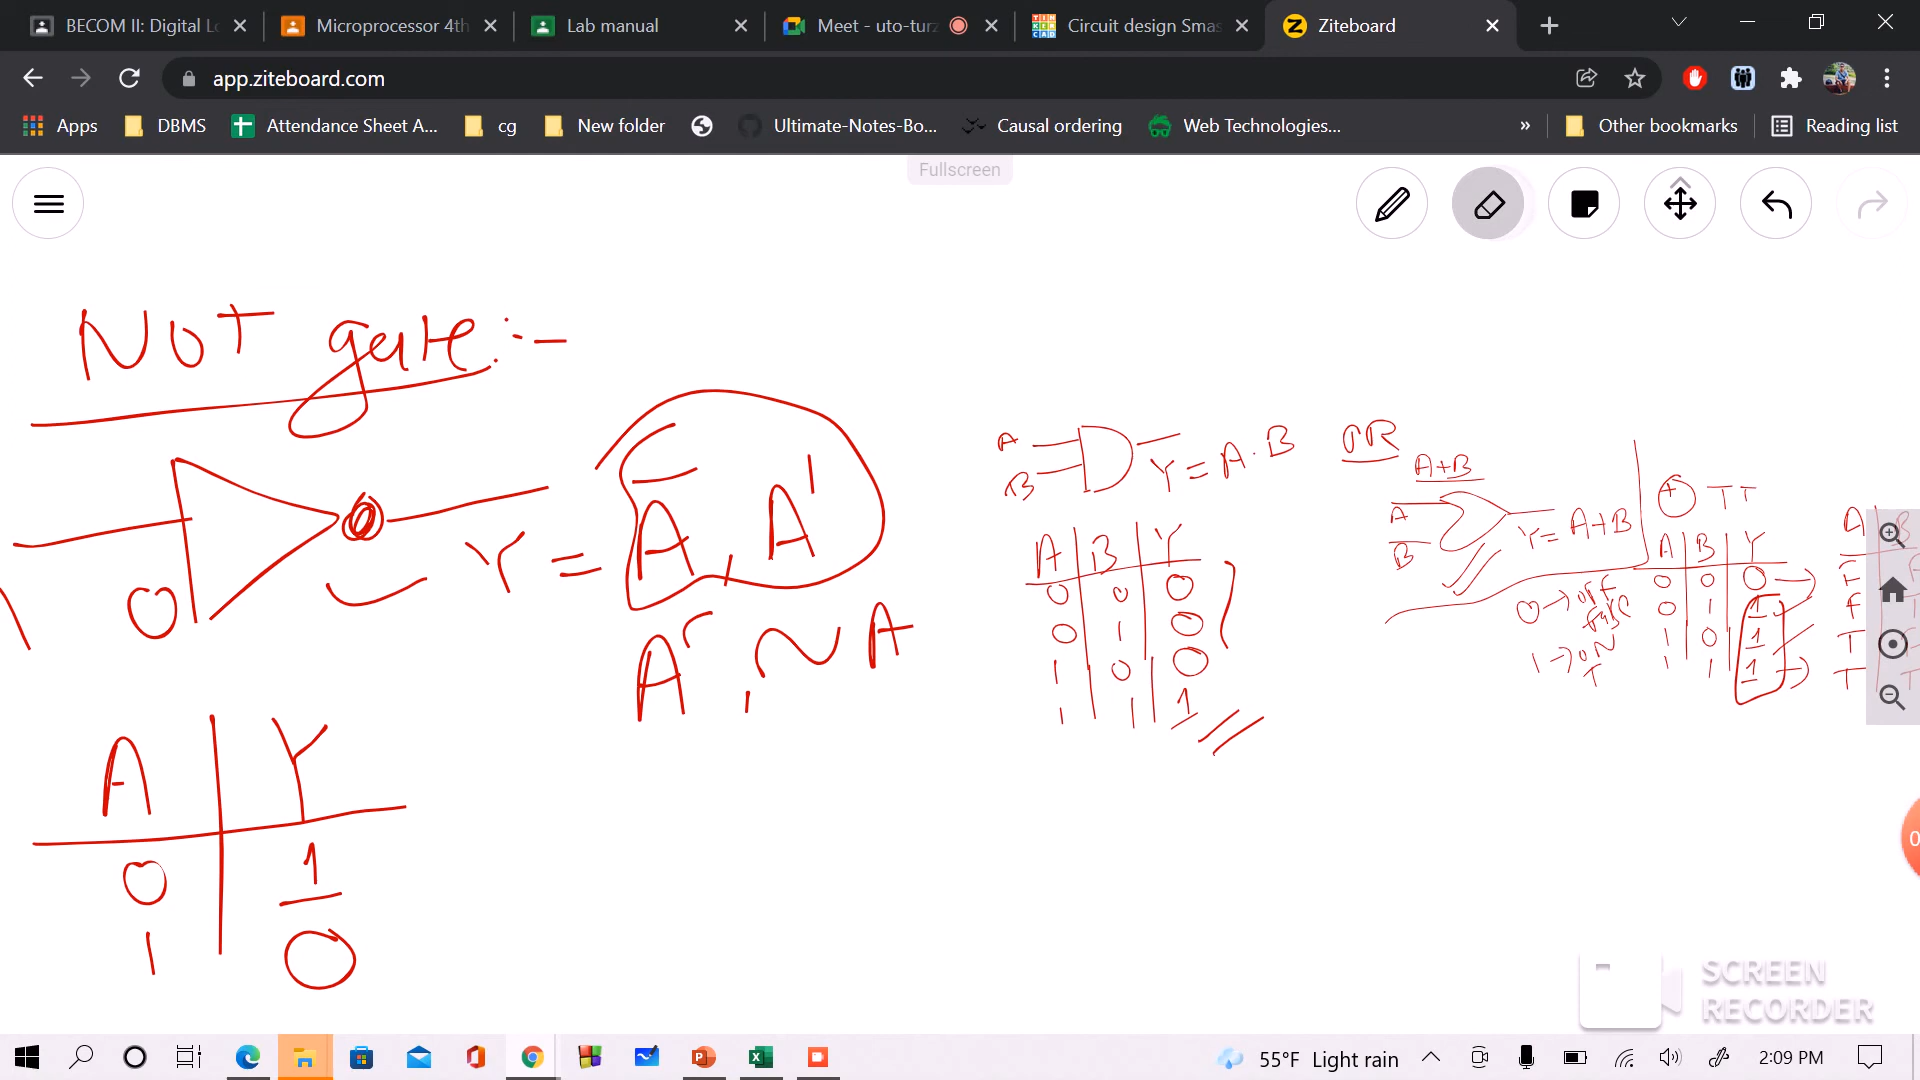 BECOM II: Digital Lo
Microprocessor 4th
Lab manual
Meet - uto-turz
Circuit design Smas
Ziteboard
app.ziteboard.com
Apps
DBMS
Attendance Sheet A...
cg
New folder
Ultimate-Notes-Bo...
Causal ordering
Web Technologies...
»
Other bookmarks
Reading list
Fullscreen
NOT gate :-
Y = A̅, A'
A , ~ A
0
A Y
0 1
1 0
A
B
Y = A . B
A B Y
0 0 0
0 1 0
1 0 0
1 1 1
OR
A+B
A
B
Y = A+B
+ TT
A B Y
0 0 0
0 1 1
1 0 1
1 1 1
0 → OFF
1 → ON
T
A B
F
F
T
T T
SCREEN
RECORDER
55°F Light rain
2:09 PM